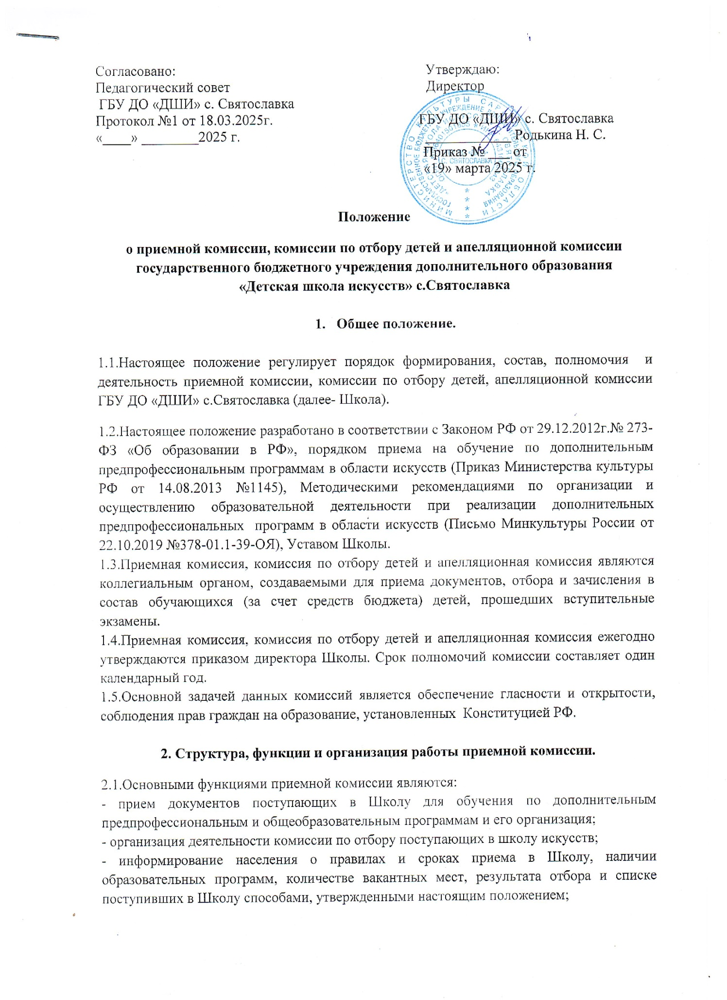 Согласовано:
Педагогический совет
ГБУ ДО «ДШИ» с. Святославка
Протокол №1 от 18.03.2025г.
«____» ________2025 г.
Утверждаю:
Директор
ГБУ ДО «ДШИ» с. Святославка
____________ Родькина Н. С.
Приказ № ___ от
«19» марта 2025 г.
МИНИСТЕРСТВО КУЛЬТУРЫ САРАТОВСКОЙ ОБЛАСТИ
С. СВЯТОСЛАВКА
Положение
о приемной комиссии, комиссии по отбору детей и апелляционной комиссии
государственного бюджетного учреждения дополнительного образования
«Детская школа искусств» с.Святославка
1. Общее положение.
1.1.Настоящее положение регулирует порядок формирования, состав, полномочия и
деятельность приемной комиссии, комиссии по отбору детей, апелляционной комиссии
ГБУ ДО «ДШИ» с.Святославка (далее- Школа).
1.2.Настоящее положение разработано в соответствии с Законом РФ от 29.12.2012г.№ 273-
ФЗ «Об образовании в РФ», порядком приема на обучение по дополнительным
предпрофессиональным программам в области искусств (Приказ Министерства культуры
РФ от 14.08.2013 №1145), Методическими рекомендациями по организации и
осуществлению образовательной деятельности при реализации дополнительных
предпрофессиональных программ в области искусств (Письмо Минкультуры России от
22.10.2019 №378-01.1-39-ОЯ), Уставом Школы.
1.3.Приемная комиссия, комиссия по отбору детей и апелляционная комиссия являются
коллегиальным органом, создаваемыми для приема документов, отбора и зачисления в
состав обучающихся (за счет средств бюджета) детей, прошедших вступительные
экзамены.
1.4.Приемная комиссия, комиссия по отбору детей и апелляционная комиссия ежегодно
утверждаются приказом директора Школы. Срок полномочий комиссии составляет один
календарный год.
1.5.Основной задачей данных комиссий является обеспечение гласности и открытости,
соблюдения прав граждан на образование, установленных Конституцией РФ.
2. Структура, функции и организация работы приемной комиссии.
2.1.Основными функциями приемной комиссии являются:
- прием документов поступающих в Школу для обучения по дополнительным
предпрофессиональным и общеобразовательным программам и его организация;
- организация деятельности комиссии по отбору поступающих в школу искусств;
- информирование населения о правилах и сроках приема в Школу, наличии
образовательных программ, количестве вакантных мест, результата отбора и списке
поступивших в Школу способами, утвержденными настоящим положением;